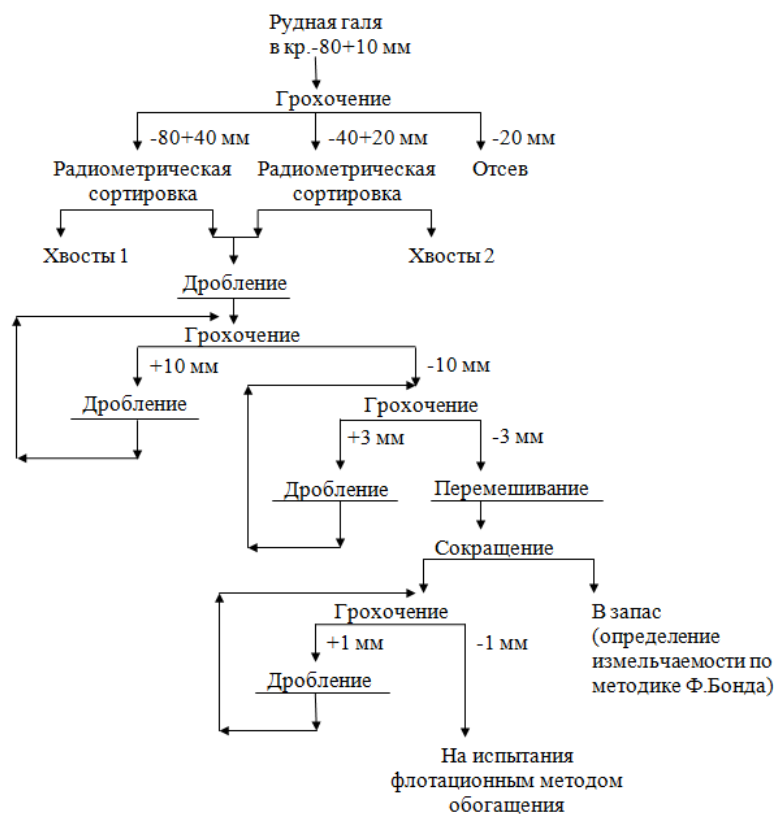 Рудная галя
в кр.-80+10 мм
Грохочение
-80+40 мм
-40+20 мм
-20 мм
Радиометрическая
сортировка
Радиометрическая
сортировка
Отсев
Хвосты 1
Хвосты 2
Дробление
Грохочение
+10 мм
-10 мм
Дробление
Грохочение
+3 мм
-3 мм
Дробление
Перемешивание
Сокращение
Грохочение
В запас
(определение
измельчаемости по
методике Ф.Бонда)
+1 мм
-1 мм
Дробление
На испытания
флотационным методом
обогащения